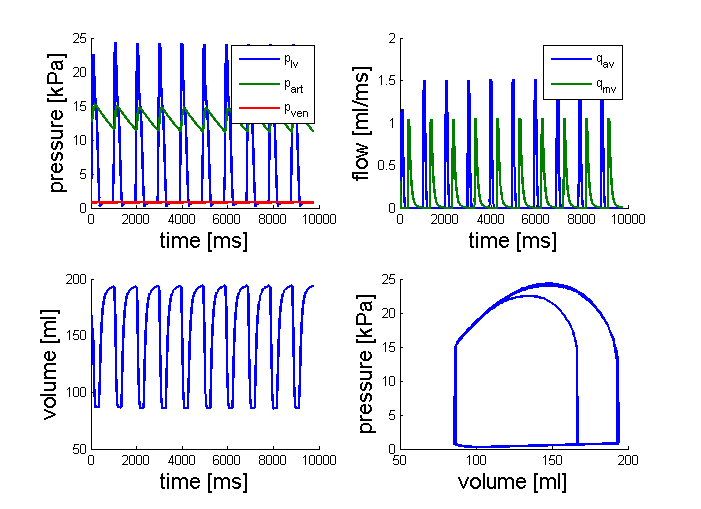 25
20
15
10
5
0
pressure [kPa]
p_lv
p_art
p_ven
0 2000 4000 6000 8000 10000
time [ms]
2
1.5
1
0.5
0
flow [ml/ms]
q_av
q_mv
0 2000 4000 6000 8000 10000
time [ms]
200
150
100
50
volume [ml]
0 2000 4000 6000 8000 10000
time [ms]
25
20
15
10
5
0
pressure [kPa]
50 100 150 200
volume [ml]